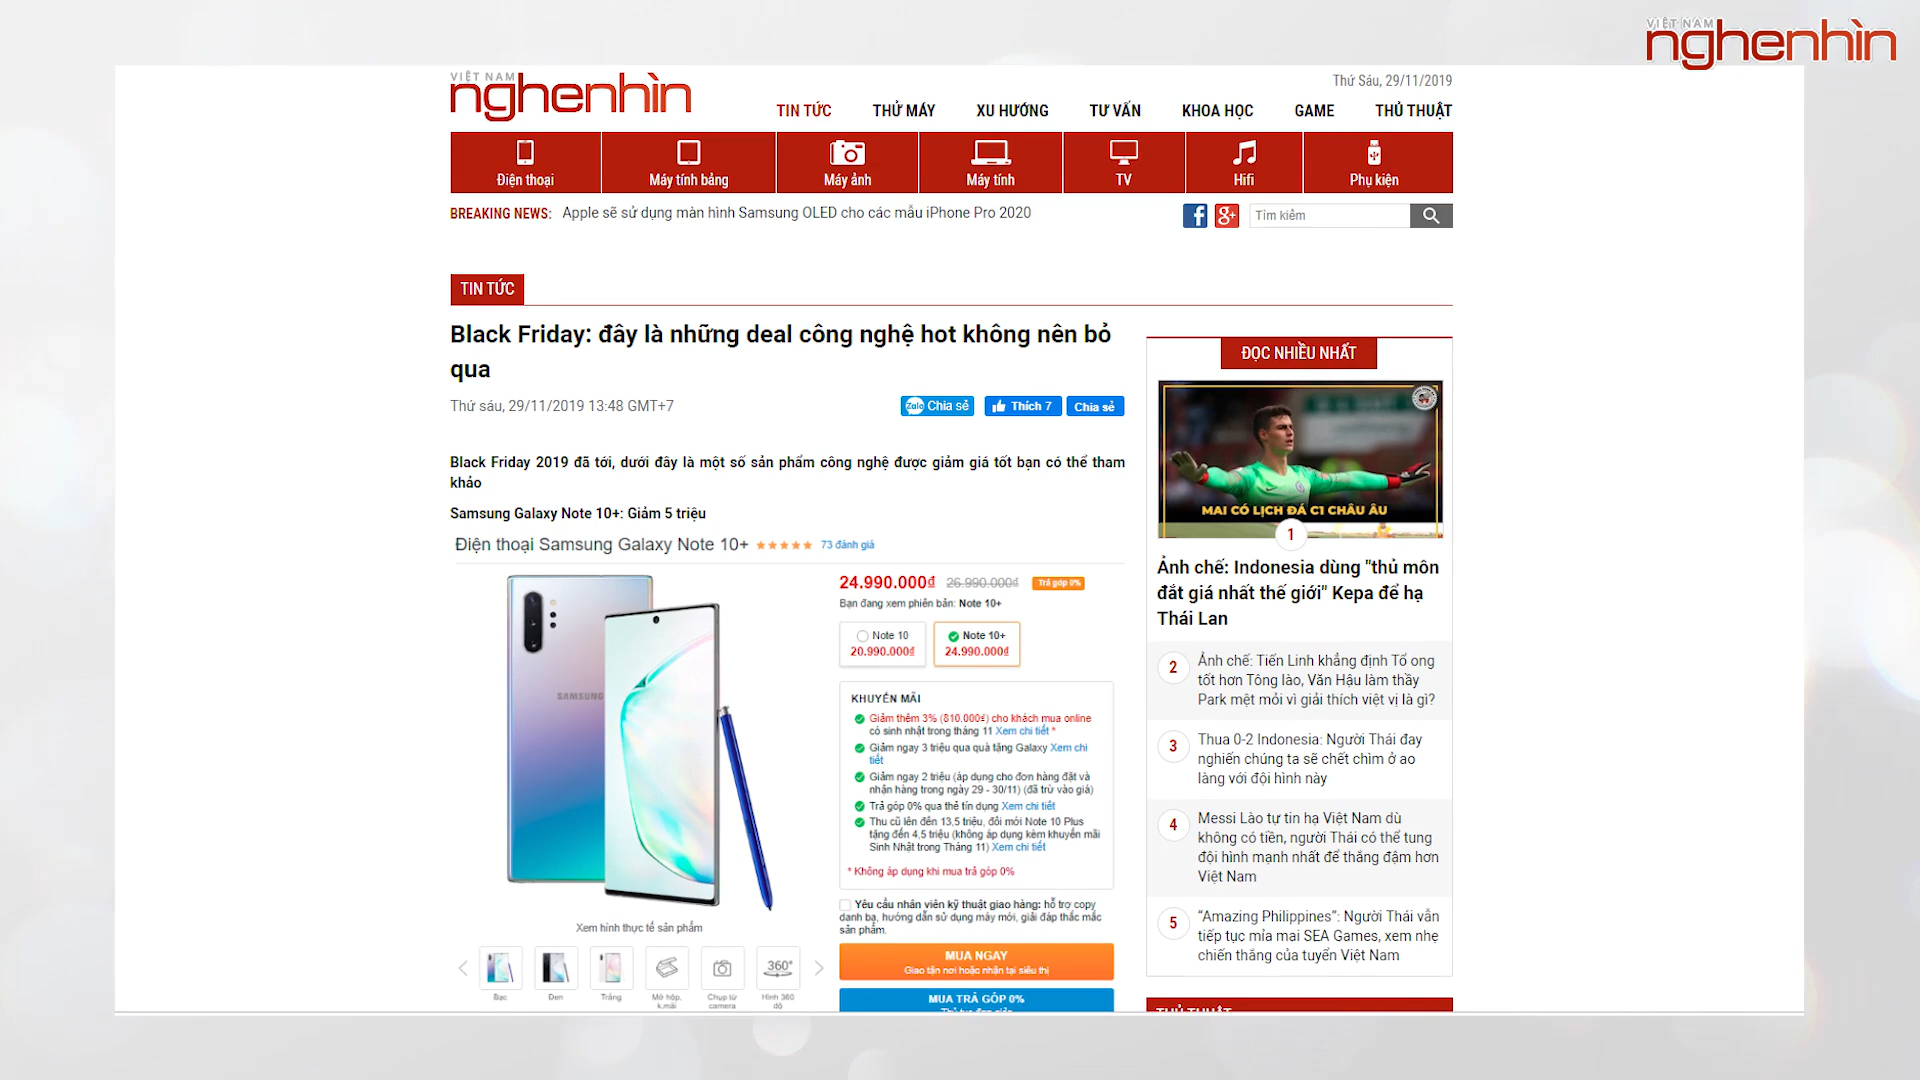 VIỆT NAM
nghenhìn
VIỆT NAM
nghenhìn
Thứ Sáu, 29/11/2019
TIN TỨC
THỬ MÁY
XU HƯỚNG
TƯ VẤN
KHOA HỌC
GAME
THỦ THUẬT
Điện thoại
Máy tính bảng
Máy ảnh
Máy tính
TV
Hifi
Phụ kiện
BREAKING NEWS: Apple sẽ sử dụng màn hình Samsung OLED cho các mẫu iPhone Pro 2020
Tìm kiếm
TIN TỨC
Black Friday: đây là những deal công nghệ hot không nên bỏ
qua
Thứ sáu, 29/11/2019 13:48 GMT+7
Zalo Chia sẻ
Thích 7
Chia sẻ
Black Friday 2019 đã tới, dưới đây là một số sản phẩm công nghệ được giảm giá tốt bạn có thể tham
khảo
Samsung Galaxy Note 10+: Giảm 5 triệu
Điện thoại Samsung Galaxy Note 10+
73 đánh giá
SAMSUNG
24.990.000₫ 26.990.000₫ Trả góp 0%
Bạn đang xem phiên bản: Note 10+
Note 10
20.990.000₫
Note 10+
24.990.000₫
KHUYẾN MÃI
Giảm thêm 3% (810.000₫) cho khách mua online
có sinh nhật trong tháng 11 Xem chi tiết *
Giảm ngay 3 triệu qua quà tặng Galaxy Xem chi
tiết
Giảm ngay 2 triệu (áp dụng cho đơn hàng đặt và
nhận hàng trong ngày 29 - 30/11) (đã trừ vào giá)
Trả góp 0% qua thẻ tín dụng Xem chi tiết
Thu cũ lên đến 13,5 triệu, đổi mới Note 10 Plus
tặng đến 4,5 triệu (không áp dụng kèm khuyến mãi
Sinh Nhật trong Tháng 11) Xem chi tiết
* Không áp dụng khi mua trả góp 0%
Yêu cầu nhân viên kỹ thuật giao hàng: hỗ trợ copy
danh bạ, hướng dẫn sử dụng máy mới, giải đáp thắc mắc
sản phẩm.
MUA NGAY
Giao tận nơi hoặc nhận tại siêu thị
MUA TRẢ GÓP 0%
Thủ tục đơn giản
Xem hình thực tế sản phẩm
360°
Bạc
Đen
Trắng
Mở hộp,
k.mãi
Chụp từ
camera
Hình 360
độ
ĐỌC NHIỀU NHẤT
MAI CÓ LỊCH ĐÁ C1 CHÂU ÂU
1
Ảnh chế: Indonesia dùng "thủ môn
đắt giá nhất thế giới" Kepa để hạ
Thái Lan
2
Ảnh chế: Tiến Linh khẳng định Tổ ong
tốt hơn Tông lào, Văn Hậu làm thầy
Park mệt mỏi vì giải thích việt vị là gì?
3
Thua 0-2 Indonesia: Người Thái đay
nghiến chúng ta sẽ chết chìm ở ao
làng với đội hình này
4
Messi Lào tự tin hạ Việt Nam dù
không có tiền, người Thái có thể tung
đội hình mạnh nhất để thắng đậm hơn
Việt Nam
5
“Amazing Philippines”: Người Thái vẫn
tiếp tục mỉa mai SEA Games, xem nhẹ
chiến thắng của tuyển Việt Nam
THỦ THUẬT